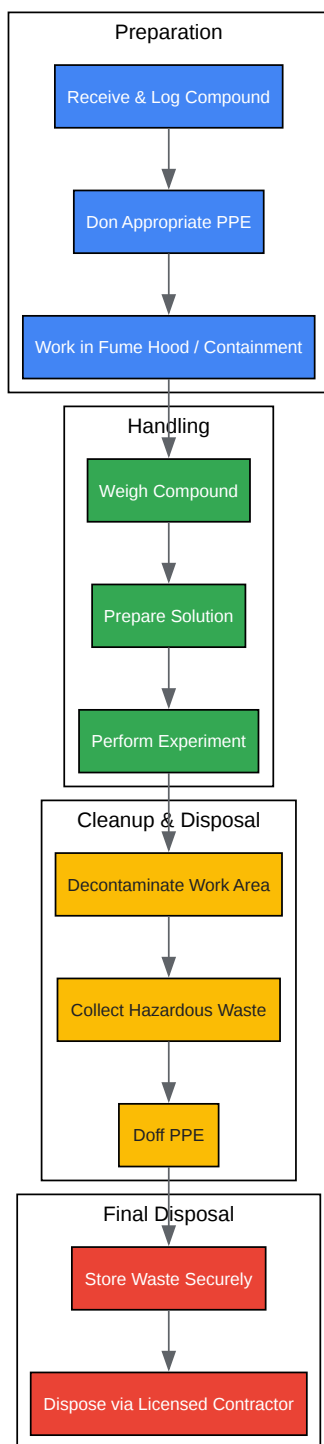 Preparation
Receive & Log Compound
Don Appropriate PPE
Work in Fume Hood / Containment
Handling
Weigh Compound
Prepare Solution
Perform Experiment
Cleanup & Disposal
Decontaminate Work Area
Collect Hazardous Waste
Doff PPE
Final Disposal
Store Waste Securely
Dispose via Licensed Contractor